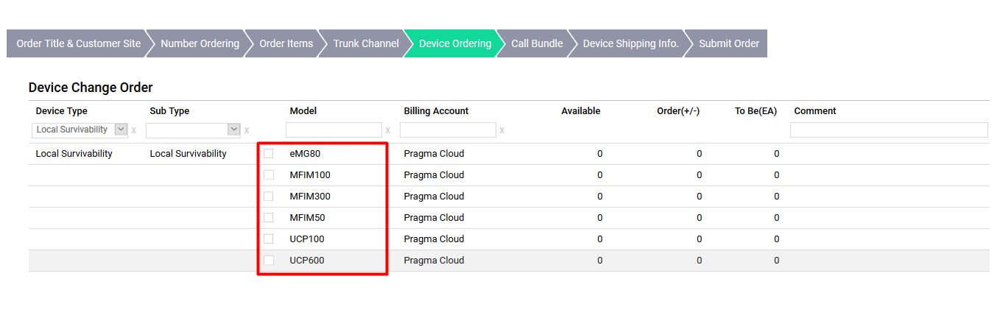 Order Title & Customer Site Number Ordering Order Items Trunk Channel Device Ordering Call Bundle Device Shipping Info. Submit Order
Device Change Order
Device Type Sub Type Model Billing Account Available Order(+/-) To Be(EA) Comment
Local Survivability x x x x
Local Survivability Local Survivability eMG80 Pragma Cloud 0 0 0
MFIM100 Pragma Cloud 0 0 0
MFIM300 Pragma Cloud 0 0 0
MFIM50 Pragma Cloud 0 0 0
UCP100 Pragma Cloud 0 0 0
UCP600 Pragma Cloud 0 0 0